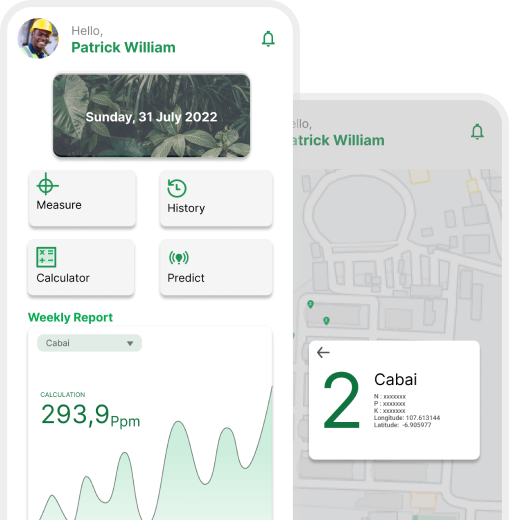 Hello,
Patrick William
Sunday, 31 July 2022
Measure
History
Calculator
Predict
Weekly Report
Cabai
CALCULATION
293,9Ppm
ello,
atrick William
2
Cabai
N : xxxxxxx
P : xxxxxxx
K : xxxxxxx
Longitude: 107.613144
Latitude: -6.905977